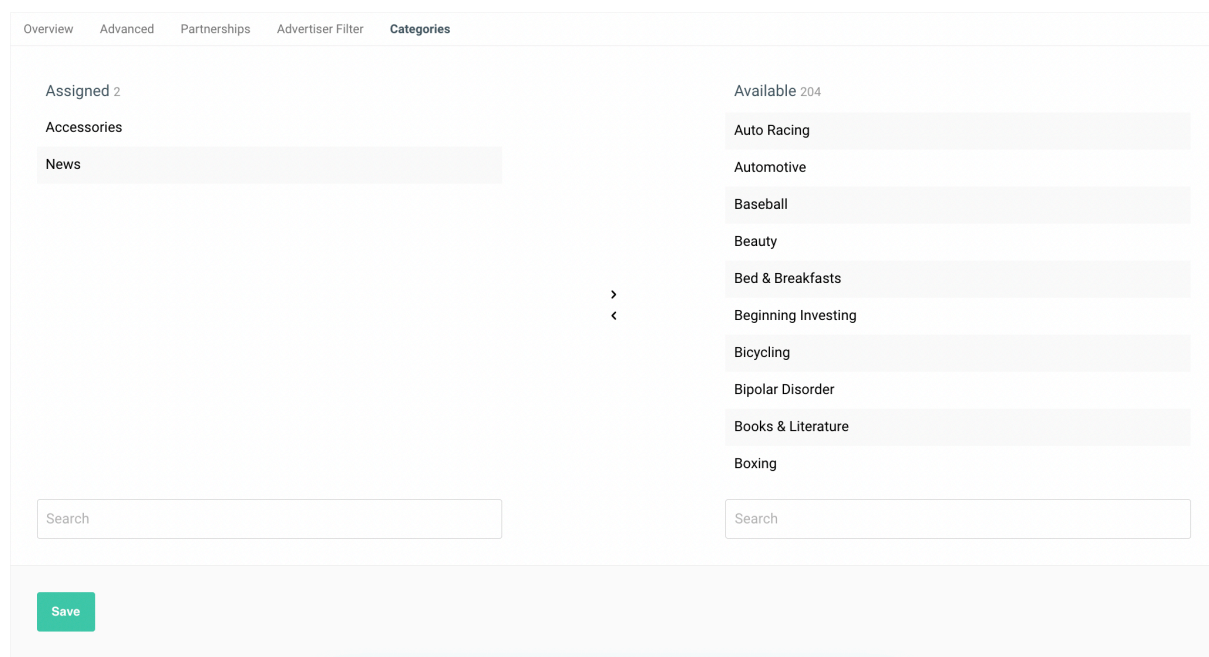 Overview Advanced Partnerships Advertiser Filter Categories
Assigned 2
Accessories
News
Search
>
<
Available 204
Auto Racing
Automotive
Baseball
Beauty
Bed & Breakfasts
Beginning Investing
Bicycling
Bipolar Disorder
Books & Literature
Boxing
Search
Save